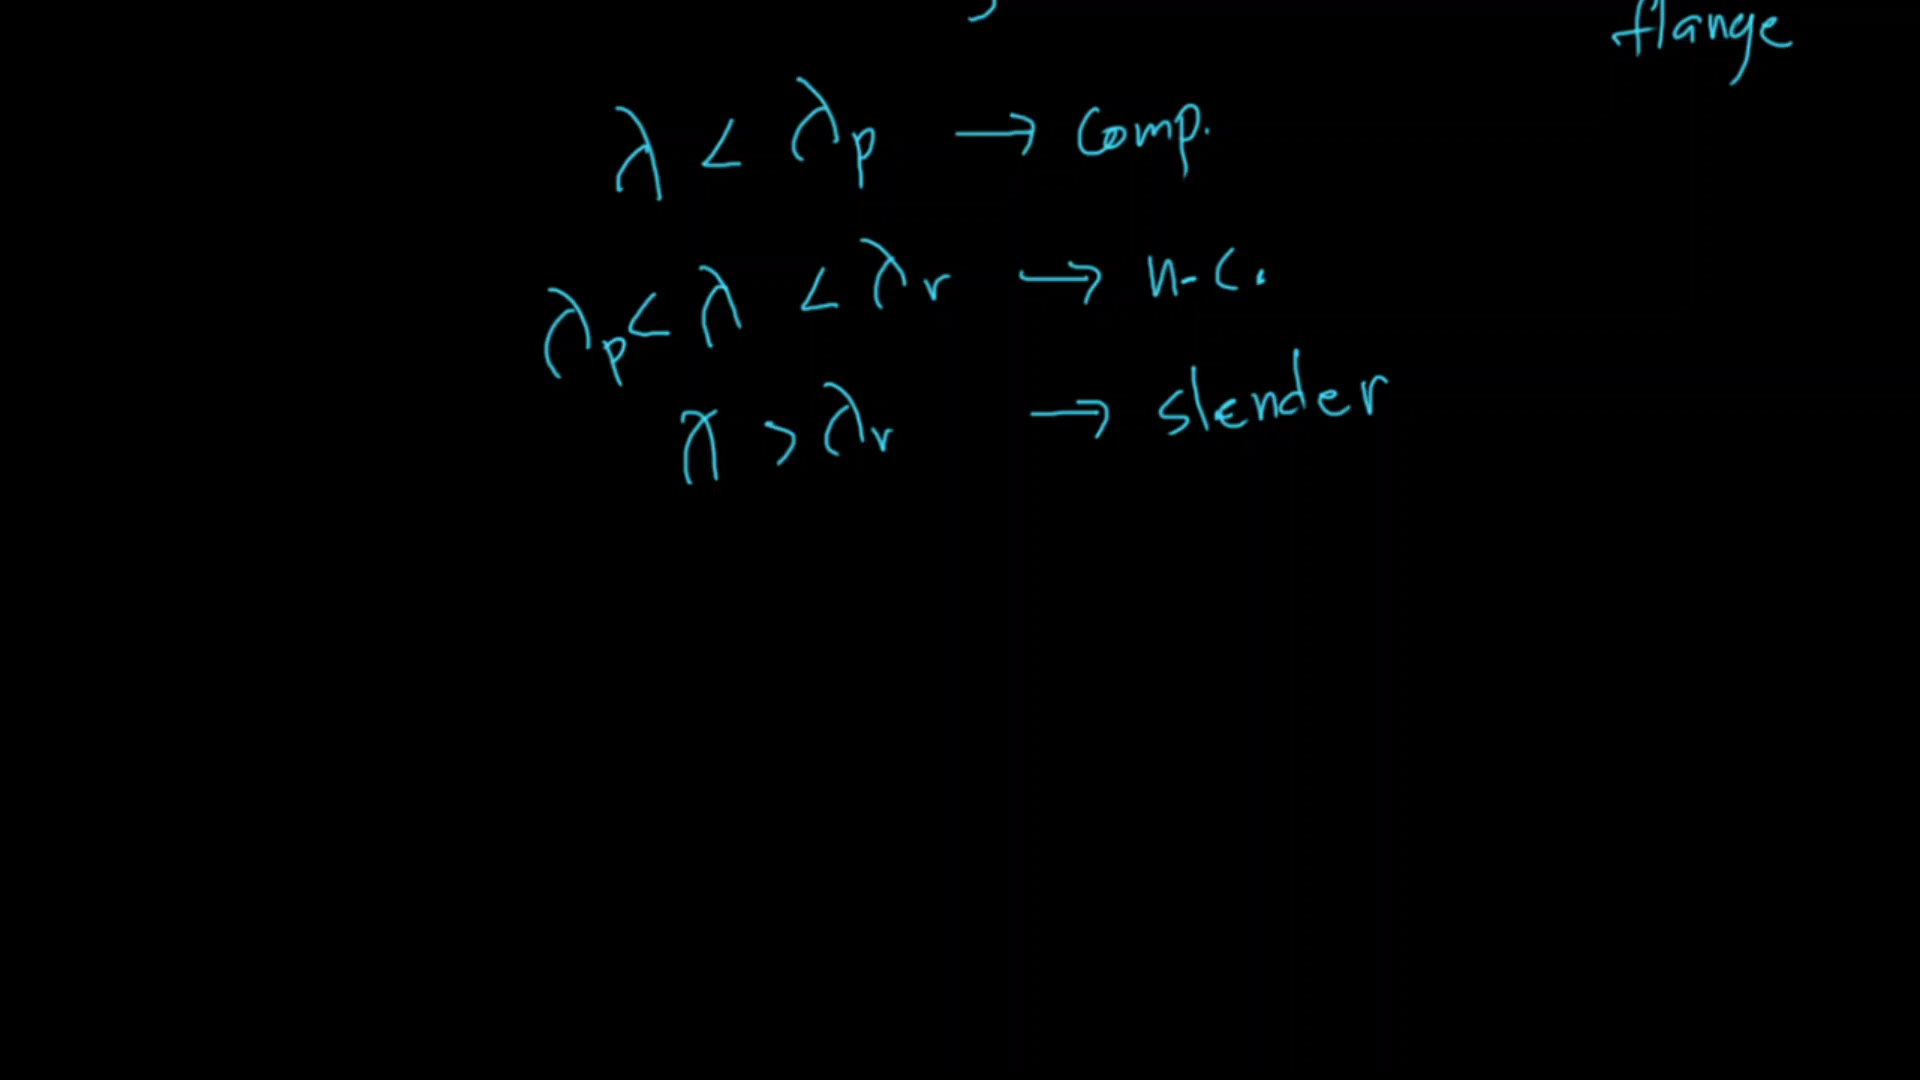 flange
λ < λp → Comp.
λp < λ < λr → n-c.
λ > λr → slender